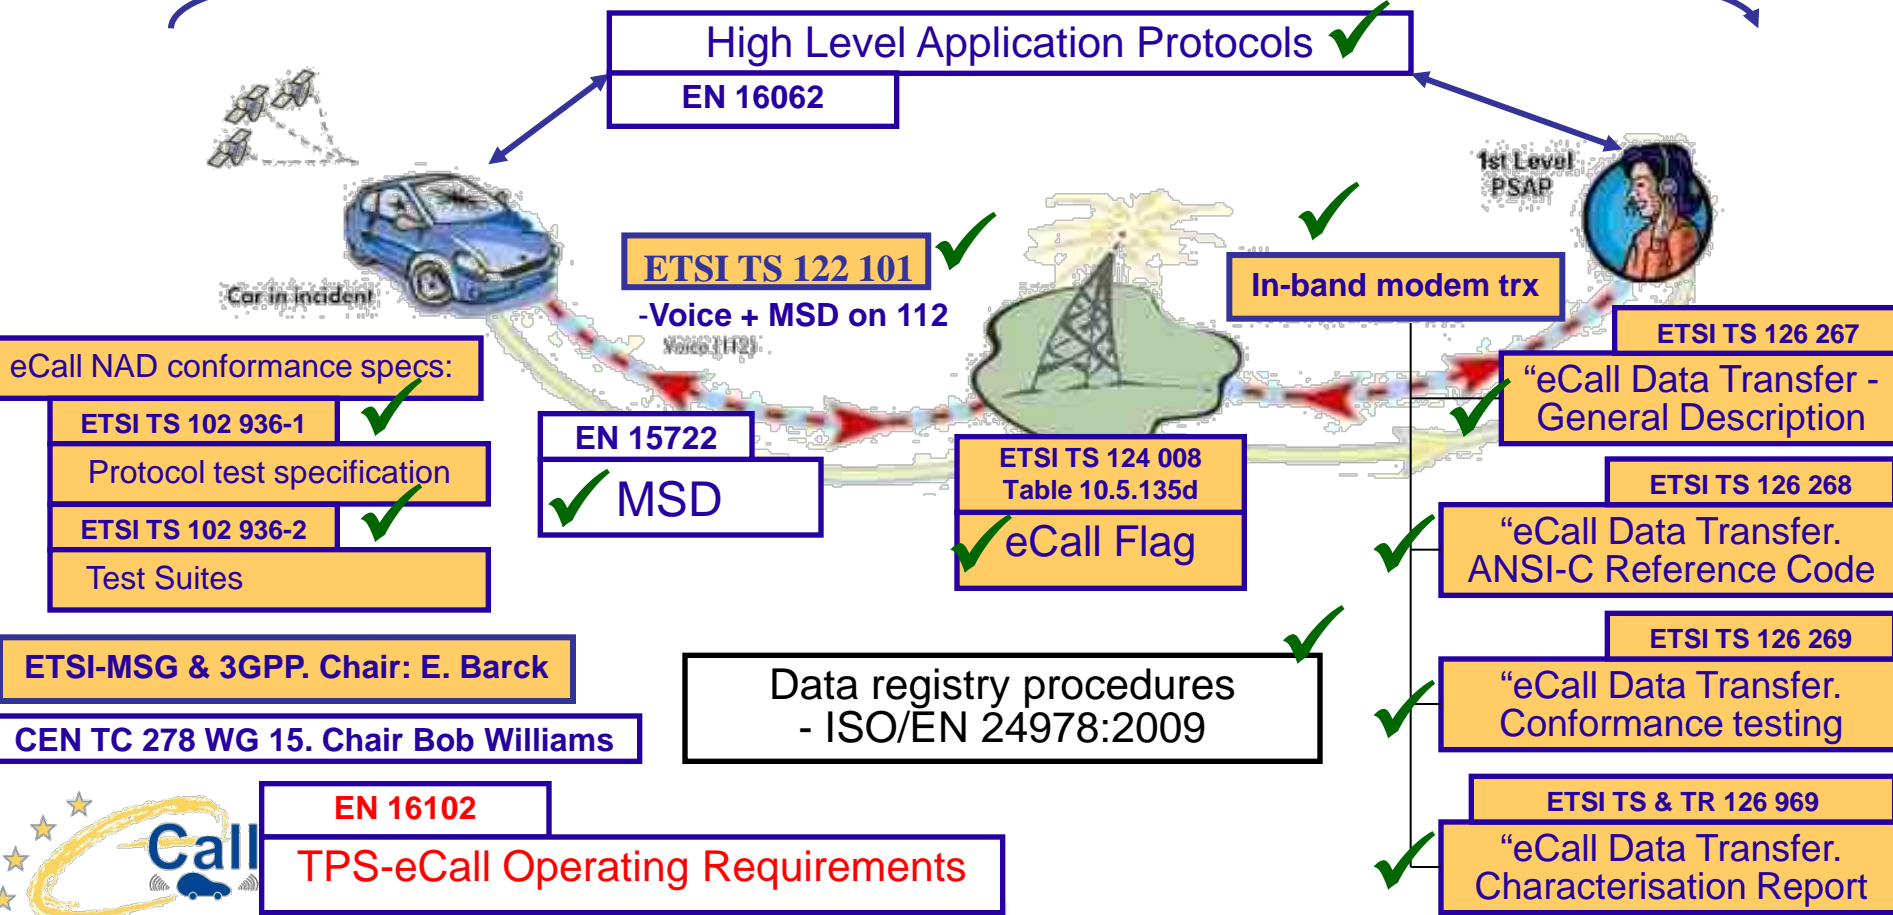 High Level Application Protocols
EN 16062
1st Level
PSAP
ETSI TS 122 101
-Voice + MSD on 112
Voice (112)
In-band modem trx
Car in incident
eCall NAD conformance specs:
ETSI TS 102 936-1
Protocol test specification
ETSI TS 102 936-2
Test Suites
EN 15722
MSD
ETSI TS 124 008
Table 10.5.135d
eCall Flag
ETSI TS 126 267
“eCall Data Transfer -
General Description
ETSI TS 126 268
“eCall Data Transfer.
ANSI-C Reference Code
ETSI TS 126 269
“eCall Data Transfer.
Conformance testing
ETSI TS & TR 126 969
“eCall Data Transfer.
Characterisation Report
ETSI-MSG & 3GPP. Chair: E. Barck
CEN TC 278 WG 15. Chair Bob Williams
Data registry procedures
- ISO/EN 24978:2009
Call
EN 16102
TPS-eCall Operating Requirements